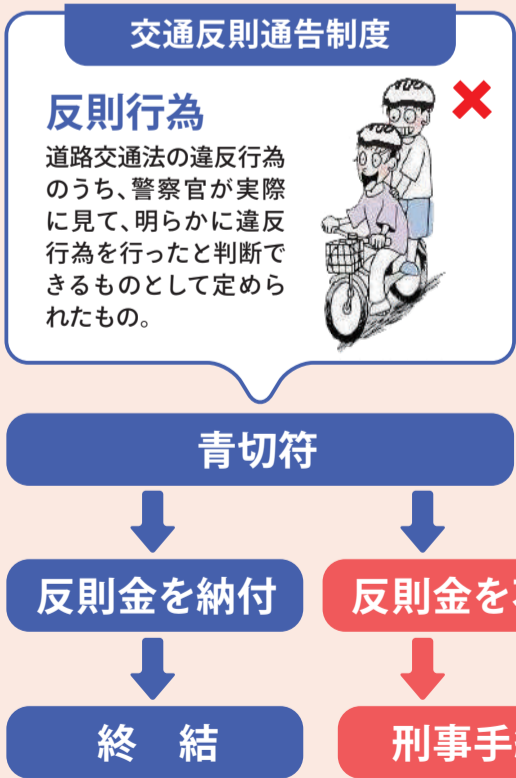 交通反則通告制度
反則行為
道路交通法の違反行為
のうち、警察官が実際
に見て、明らかに違反
行為を行ったと判断で
きるものとして定めら
れたもの。
青切符
反則金を納付
反則金を
終　結
刑事手